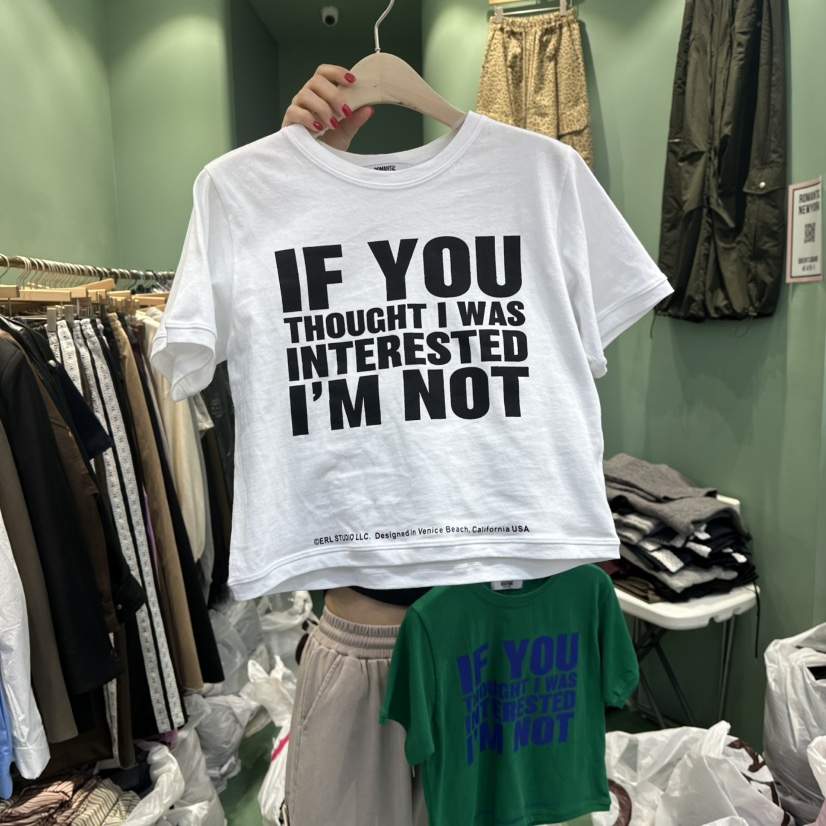 IF YOU
THOUGHT I WAS
INTERESTED
I'M NOT
©ERL STUDIO LLC. Designed in Venice Beach, California USA
IF YOU
THOUGHT I WAS
INTERESTED
I'M NOT